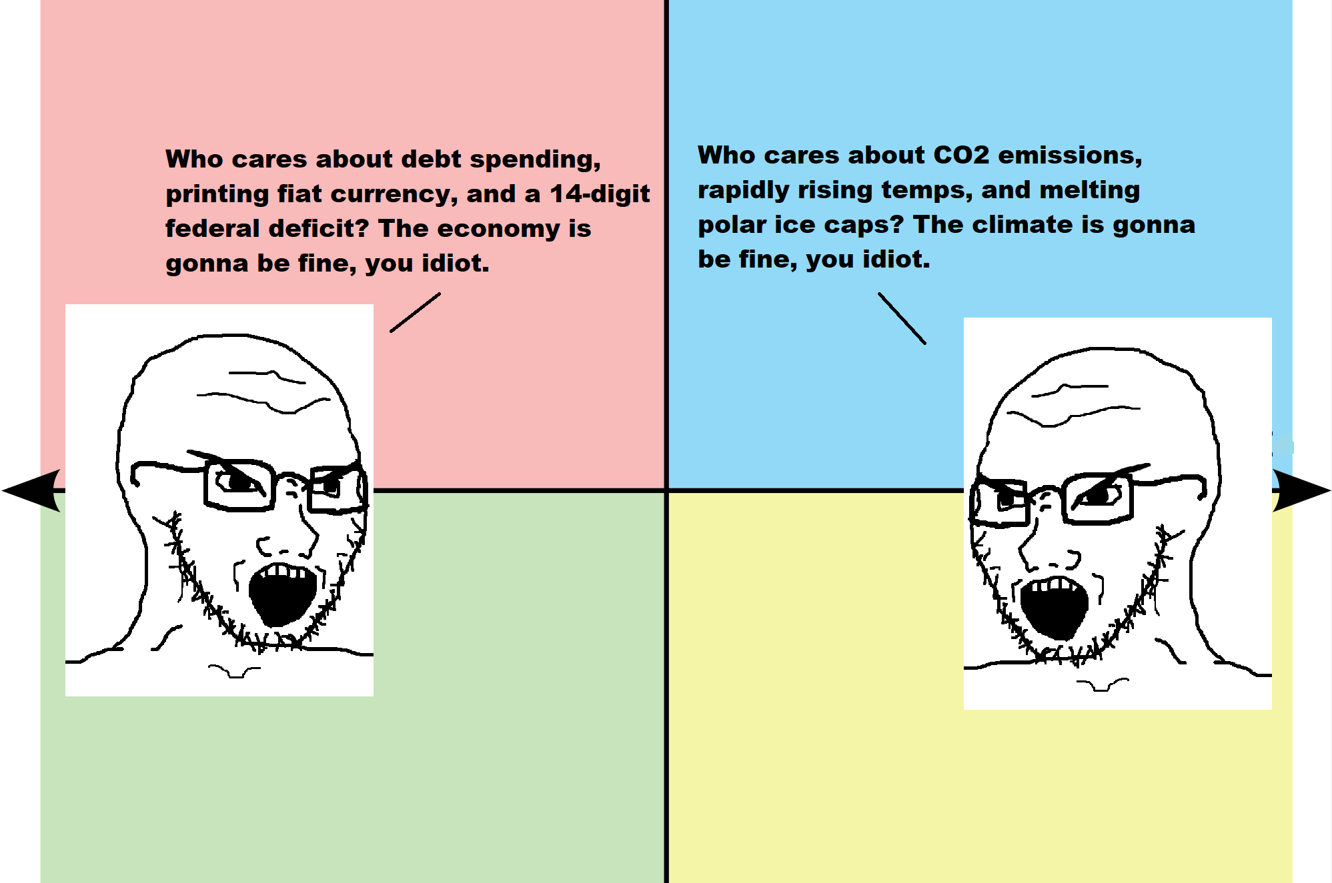 Who cares about debt spending,
printing fiat currency, and a 14-digit
federal deficit? The economy is
gonna be fine, you idiot.
Who cares about CO2 emissions,
rapidly rising temps, and melting
polar ice caps? The climate is gonna
be fine, you idiot.